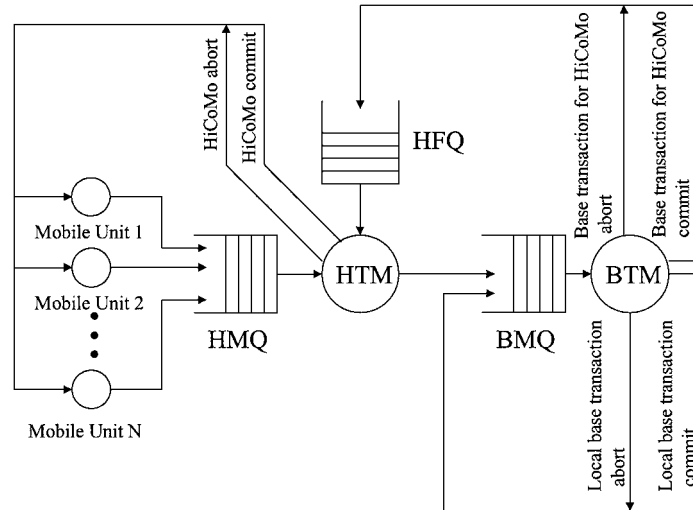 HiCoMo abort
HiCoMo commit
HFQ
Base transaction for HiCoMo
abort
Base transaction for HiCoMo
commit
Mobile Unit 1
Mobile Unit 2
Mobile Unit N
HMQ
HTM
BMQ
BTM
Local base transaction
abort
Local base transaction
commit